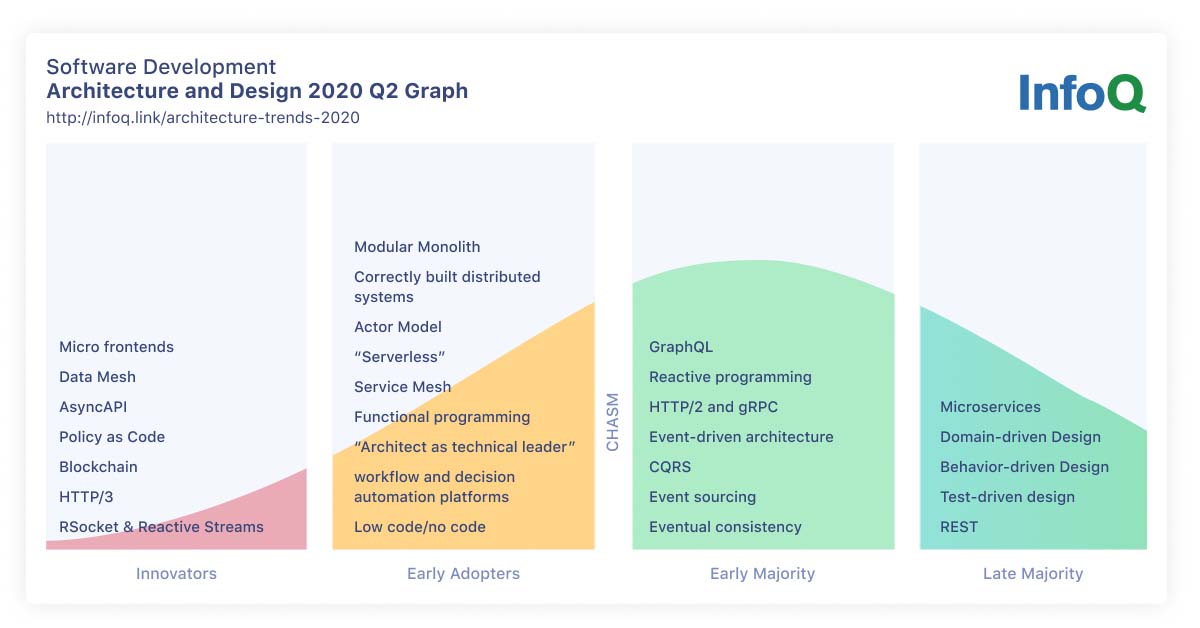 Software Development
Architecture and Design 2020 Q2 Graph
http://infoq.link/architecture-trends-2020
InfoQ
Micro frontends
Data Mesh
AsyncAPI
Policy as Code
Blockchain
HTTP/3
RSocket & Reactive Streams
Innovators
Modular Monolith
Correctly built distributed
systems
Actor Model
“Serverless”
Service Mesh
Functional programming
“Architect as technical leader”
workflow and decision
automation platforms
Low code/no code
Early Adopters
CHASM
GraphQL
Reactive programming
HTTP/2 and gRPC
Event-driven architecture
CQRS
Event sourcing
Eventual consistency
Early Majority
Microservices
Domain-driven Design
Behavior-driven Design
Test-driven design
REST
Late Majority